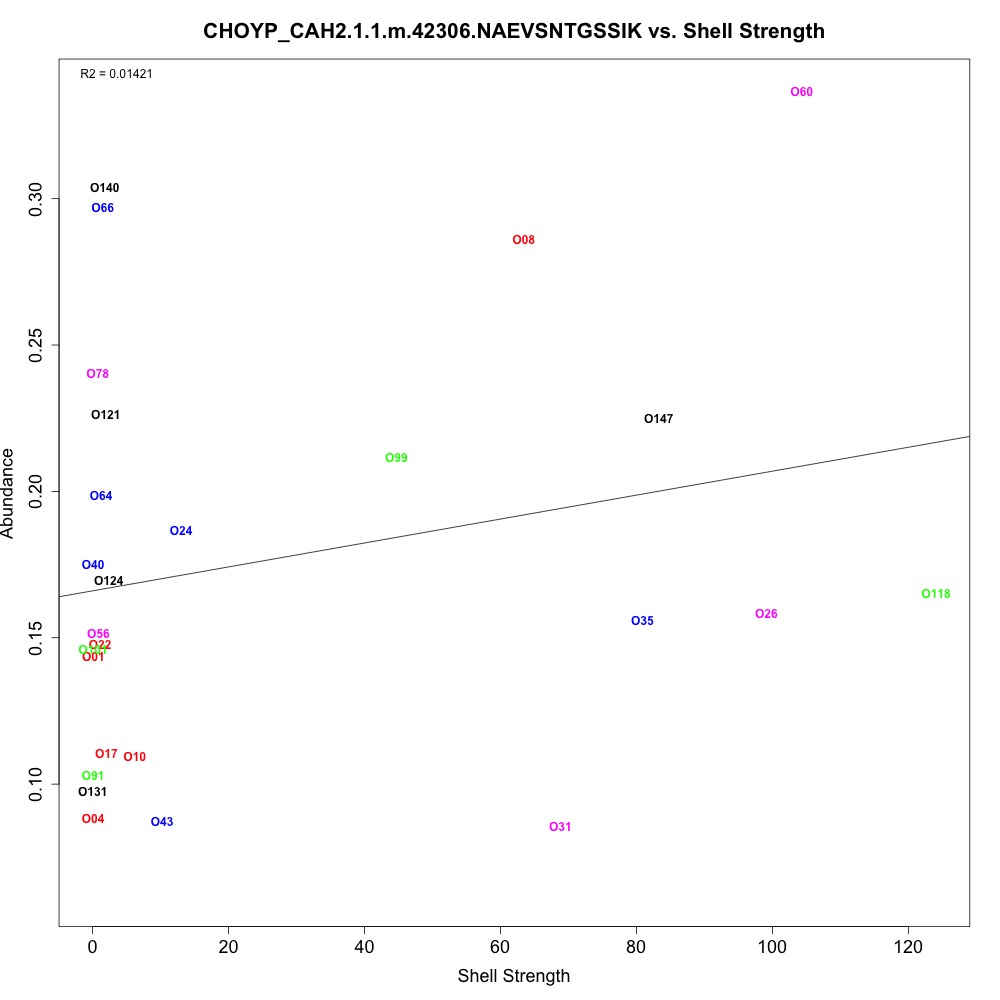 CHOYP_CAH2.1.1.m.42306.NAEVSNTGSSIK vs. Shell Strength
R2 = 0.01421
O60
O140
O66
O08
O78
O121
O147
O99
O64
O24
O40
O124
O118
O26
O35
O56
O22
O01
O17
O10
O91
O131
O04
O43
O31
Abundance
0.30
0.25
0.20
0.15
0.10
0 20 40 60 80 100 120
Shell Strength